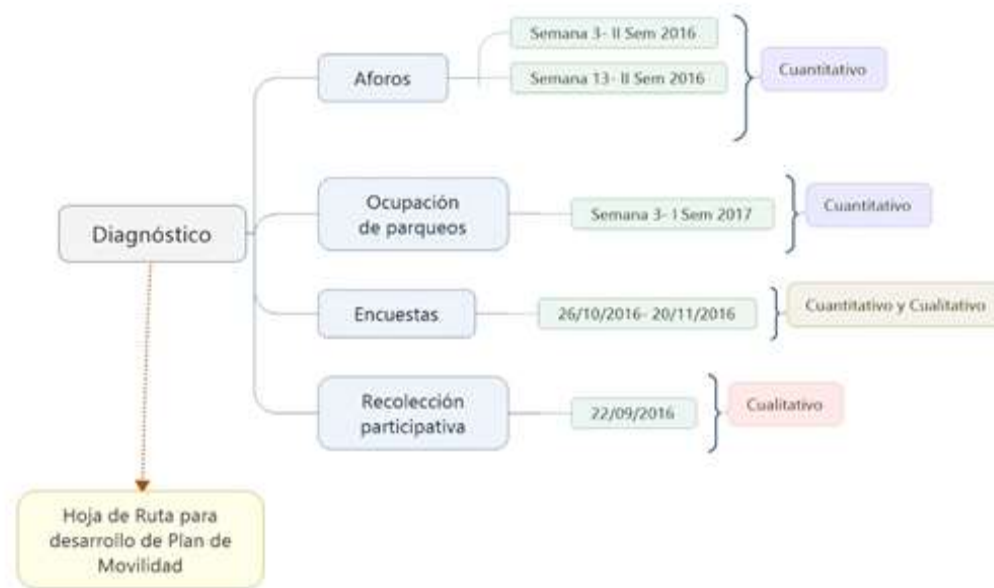 Semana 3- II Sem 2016
Aforos
Semana 13- II Sem 2016
Cuantitativo
Diagnóstico
Ocupación
de parqueos
Semana 3- I Sem 2017
Cuantitativo
Encuestas
26/10/2016- 20/11/2016
Cuantitativo y Cualitativo
Recolección
participativa
22/09/2016
Cualitativo
Hoja de Ruta para
desarrollo de Plan de
Movilidad